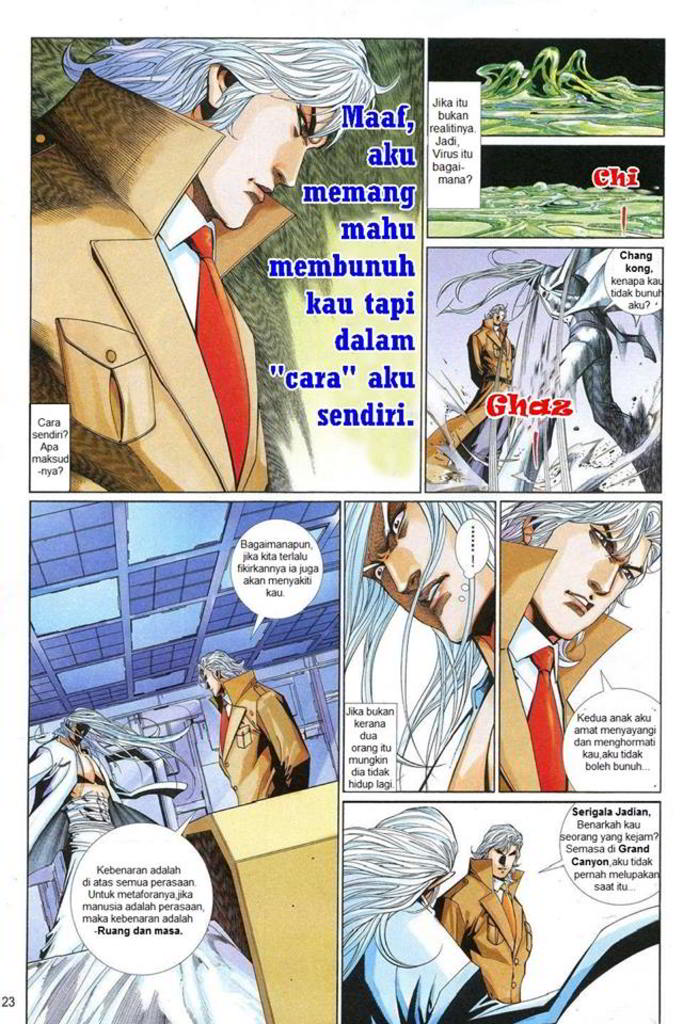 Maaf,
aku
memang
mahu
membunuh
kau tapi
dalam
"cara" aku
sendiri.
Cara
sendiri?
Apa
maksud
-nya?
Jika itu
bukan
realitinya.
Jadi,
Virus itu
bagai-
mana?
Chi
Chang
kong,
kenapa kau
tidak bunuh
aku?
Ghaz
Bagaimanapun,
jika kita terlalu
fikirkannya ia juga
akan menyakiti
kau.
Kebenaran adalah
di atas semua perasaan.
Untuk metaforanya,jika
manusia adalah perasaan,
maka kebenaran adalah
-Ruang dan masa.
......!
Jika bukan
kerana
dua
orang itu
mungkin
dia tidak
hidup lagi.
Kedua anak aku
amat menyayangi
dan menghormati
kau,aku tidak
boleh bunuh...
Serigala Jadian,
Benarkah kau
seorang yang kejam?
Semasa di Grand
Canyon,aku tidak
pernah melupakan
saat itu...
23